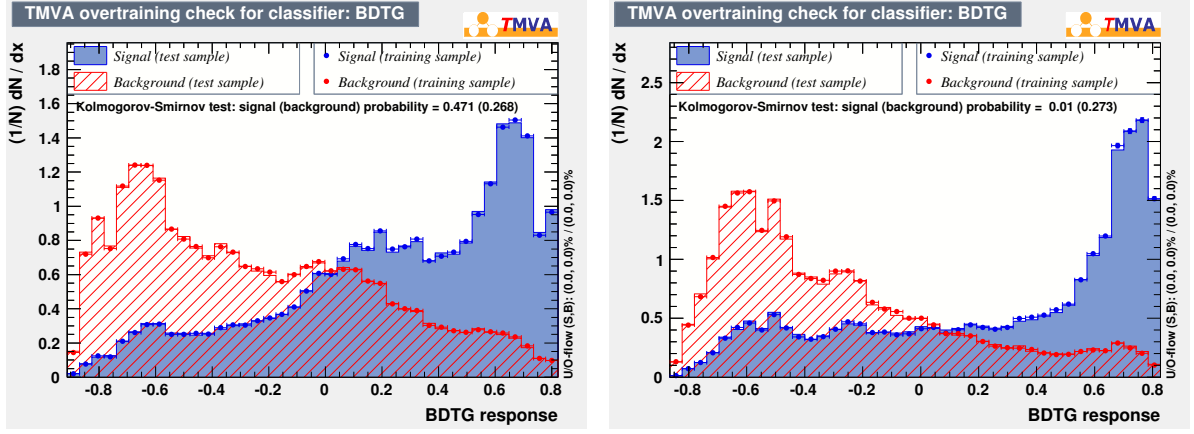 TMVA overtraining check for classifier: BDTG
TMVA
Signal (test sample)
Background (test sample)
Signal (training sample)
Background (training sample)
Kolmogorov-Smirnov test: signal (background) probability = 0.471 (0.268)
(1/N) dN / dx
1.8
1.6
1.4
1.2
1
0.8
0.6
0.4
0.2
0
-0.8 -0.6 -0.4 -0.2 0 0.2 0.4 0.6 0.8
BDTG response
U/O-flow (S,B): (0.0, 0.0)% / (0.0, 0.0)%
TMVA overtraining check for classifier: BDTG
TMVA
Signal (test sample)
Background (test sample)
Signal (training sample)
Background (training sample)
Kolmogorov-Smirnov test: signal (background) probability = 0.01 (0.273)
(1/N) dN / dx
2.5
2
1.5
1
0.5
0
-0.8 -0.6 -0.4 -0.2 0 0.2 0.4 0.6 0.8
BDTG response
U/O-flow (S,B): (0.0, 0.0)% / (0.0, 0.0)%